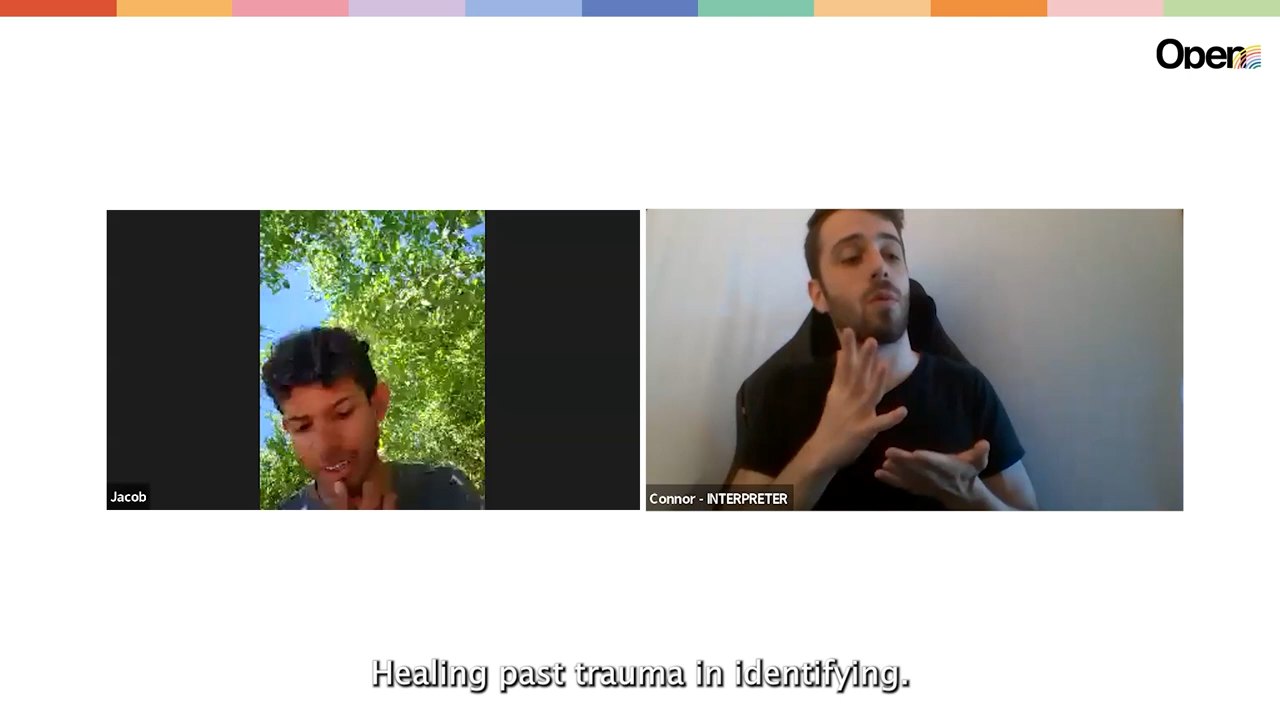 Open
Jacob
Connor - INTERPRETER
Healing past trauma in identifying.